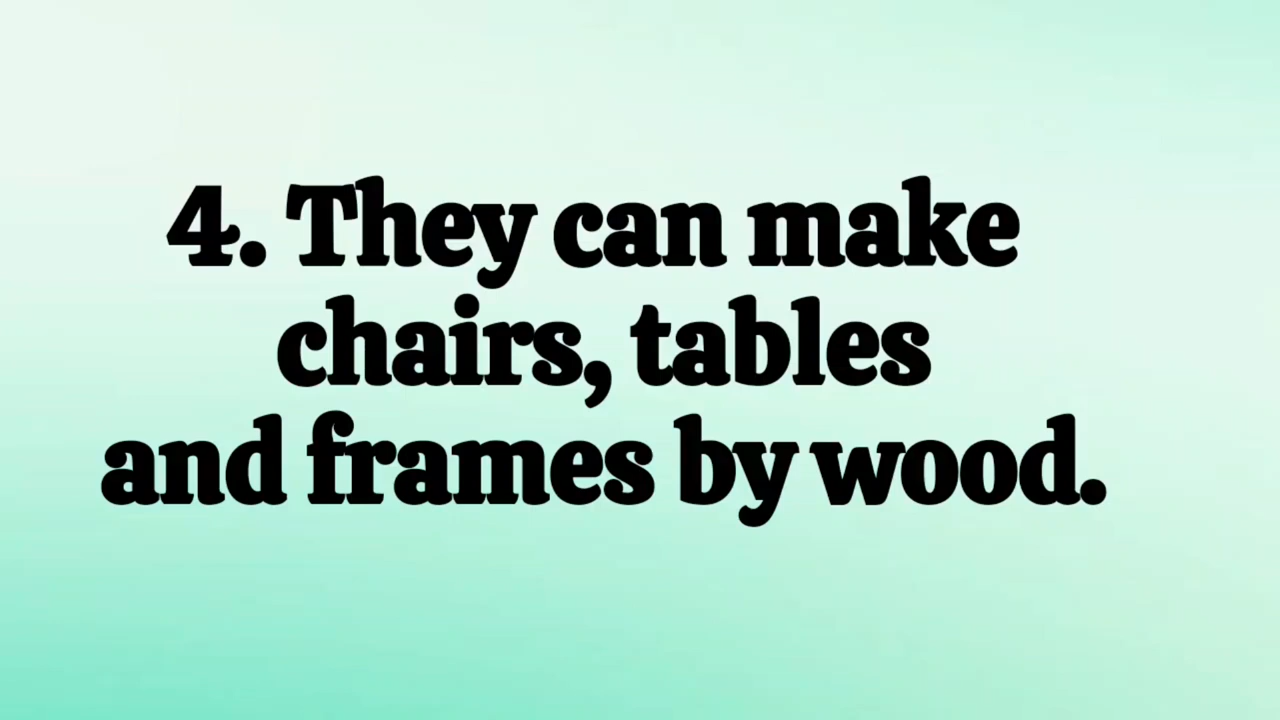 4. They can make
chairs, tables
and frames by wood.